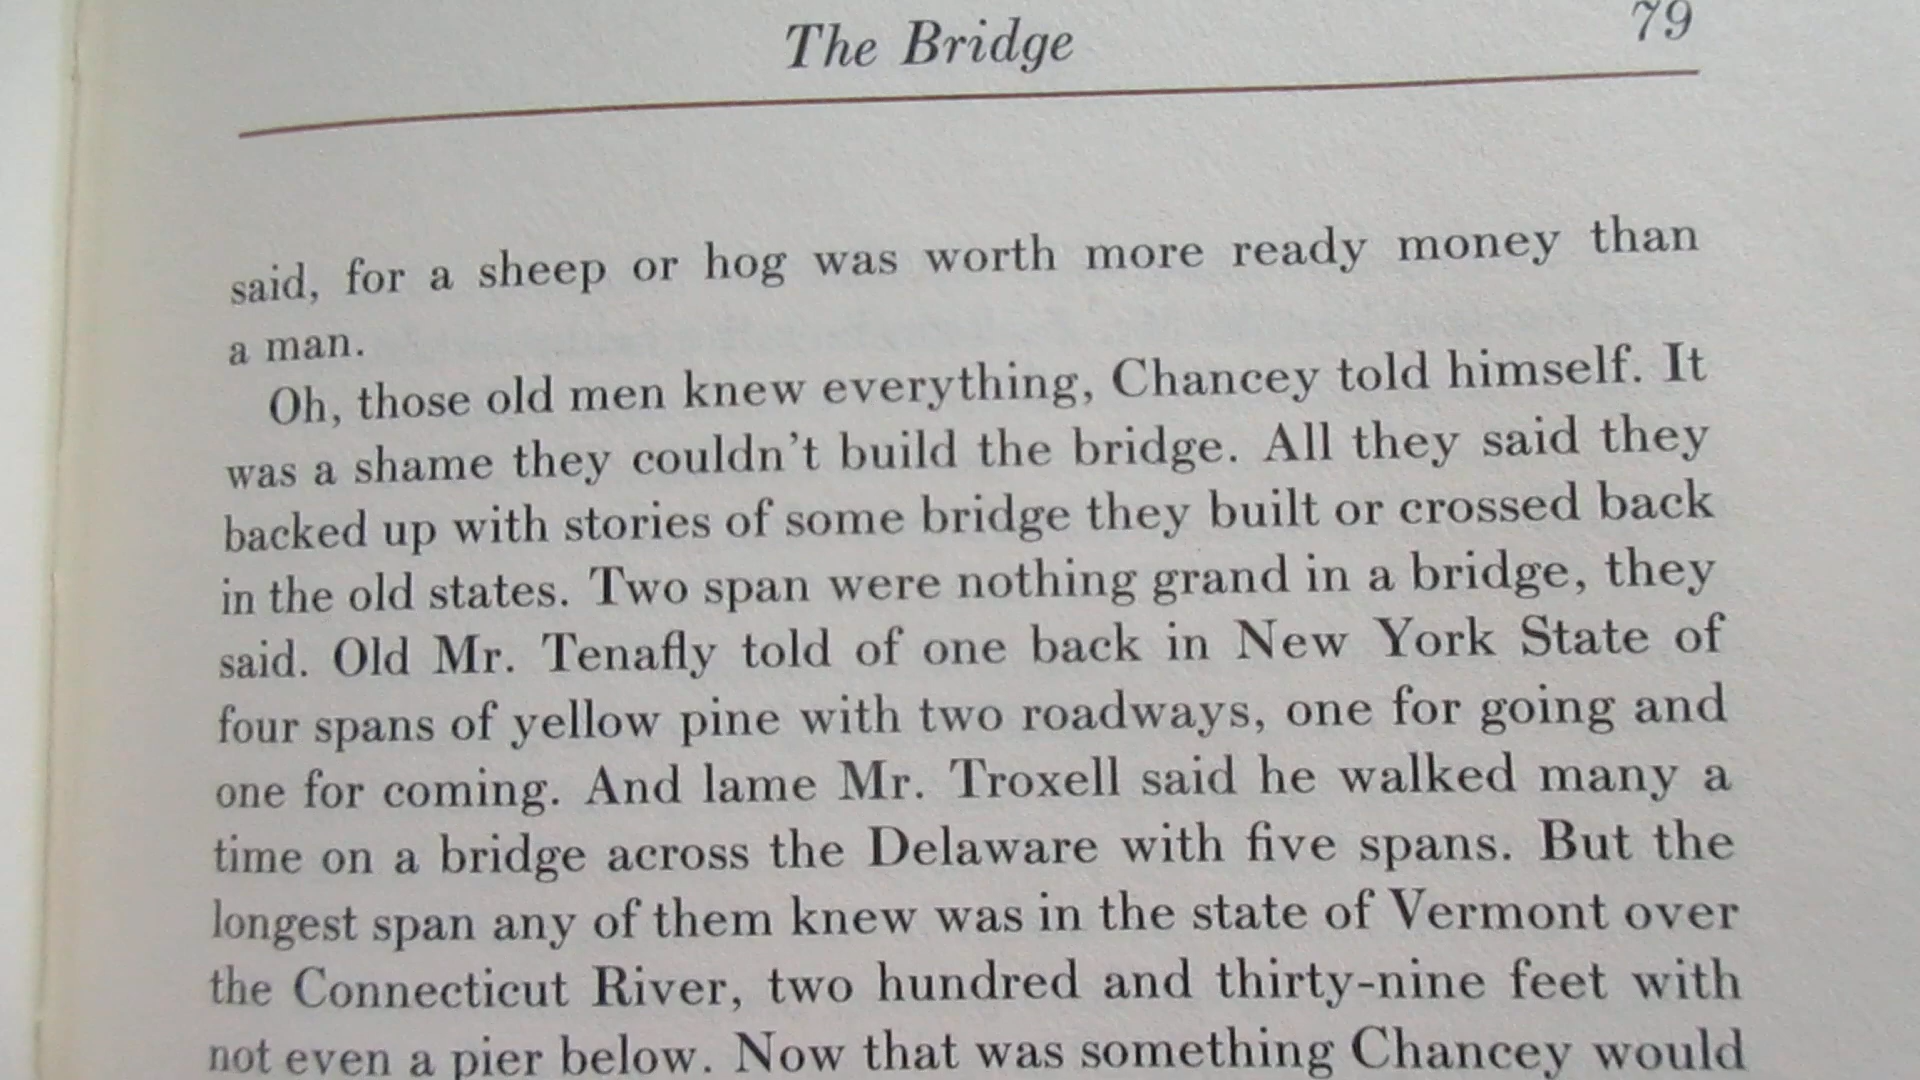 The Bridge 79
said, for a sheep or hog was worth more ready money than
a man.
Oh, those old men knew everything, Chancey told himself. It
was a shame they couldn't build the bridge. All they said they
backed up with stories of some bridge they built or crossed back
in the old states. Two span were nothing grand in a bridge, they
said. Old Mr. Tenafly told of one back in New York State of
four spans of yellow pine with two roadways, one for going and
one for coming. And lame Mr. Troxell said he walked many a
time on a bridge across the Delaware with five spans. But the
longest span any of them knew was in the state of Vermont over
the Connecticut River, two hundred and thirty-nine feet with
not even a pier below. Now that was something Chancey would